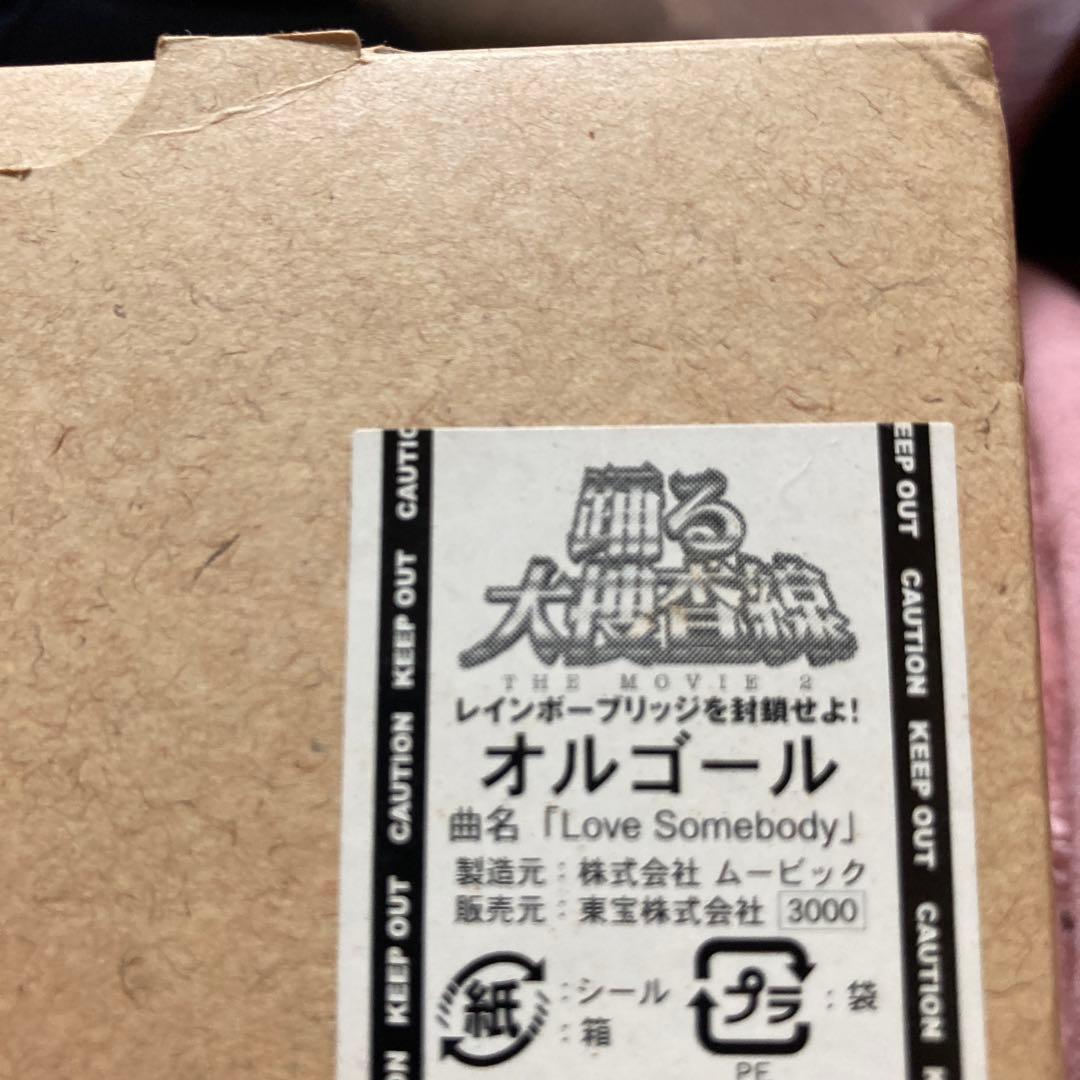 踊る
大捜査線
THE MOVIE 2
レインボーブリッジを封鎖せよ!
オルゴール
曲名「Love Somebody」
製造元:株式会社 ムービック
販売元:東宝株式会社 3000
紙 :シール
:箱
プラ :袋
PE
CAUTIO
KEEP OUT
CAUTION
KEEP OUT
ON
EEP OUT
CAUTION
KEEP OUT
CAUTION
K